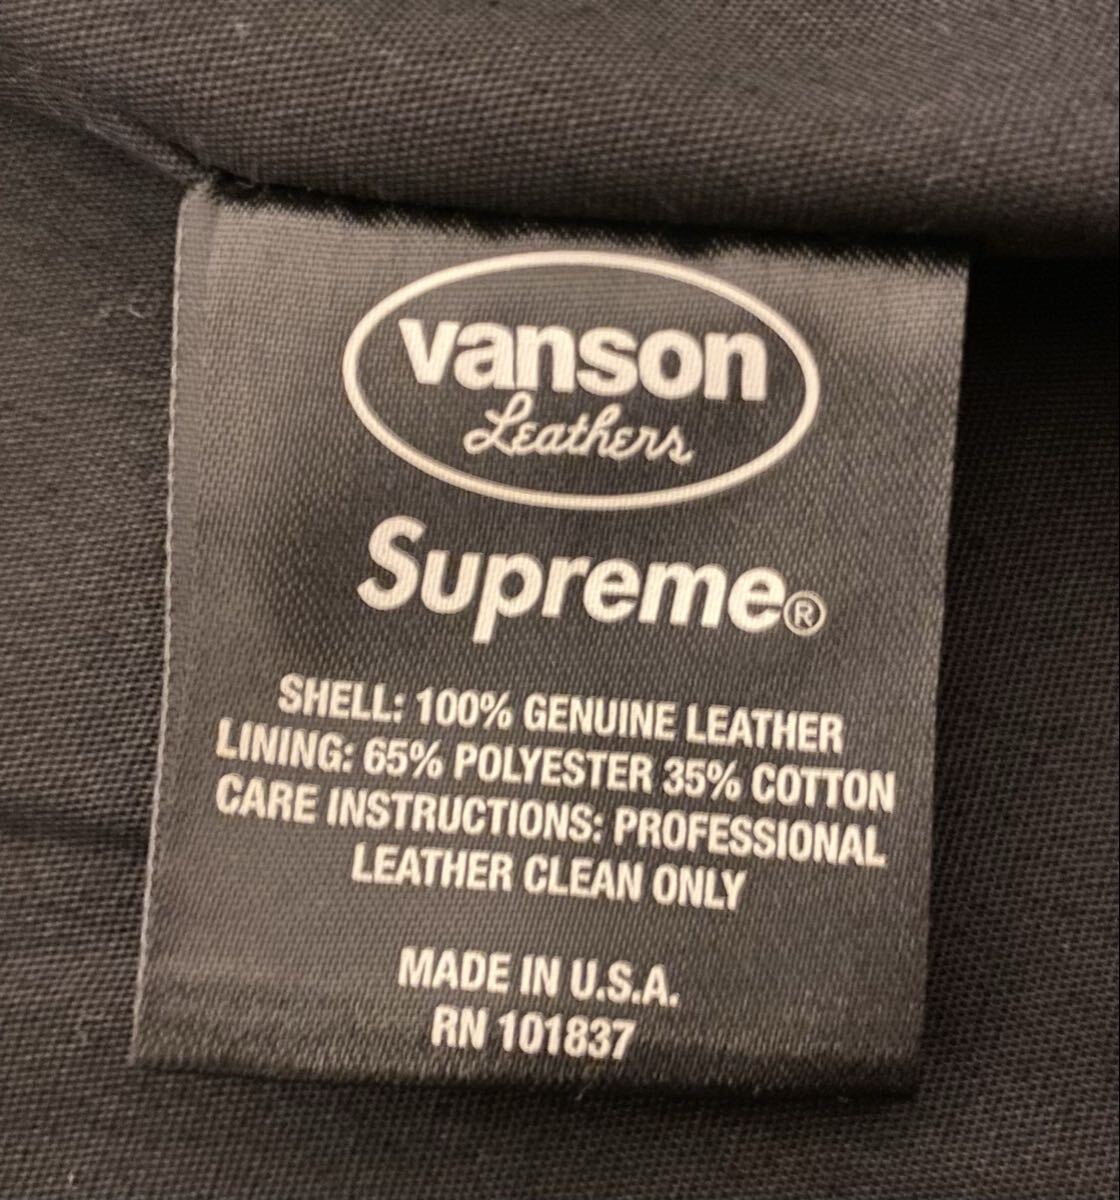 vanson
Leathers
Supreme®
SHELL: 100% GENUINE LEATHER
LINING: 65% POLYESTER 35% COTTON
CARE INSTRUCTIONS: PROFESSIONAL
LEATHER CLEAN ONLY
MADE IN U.S.A.
RN 101837